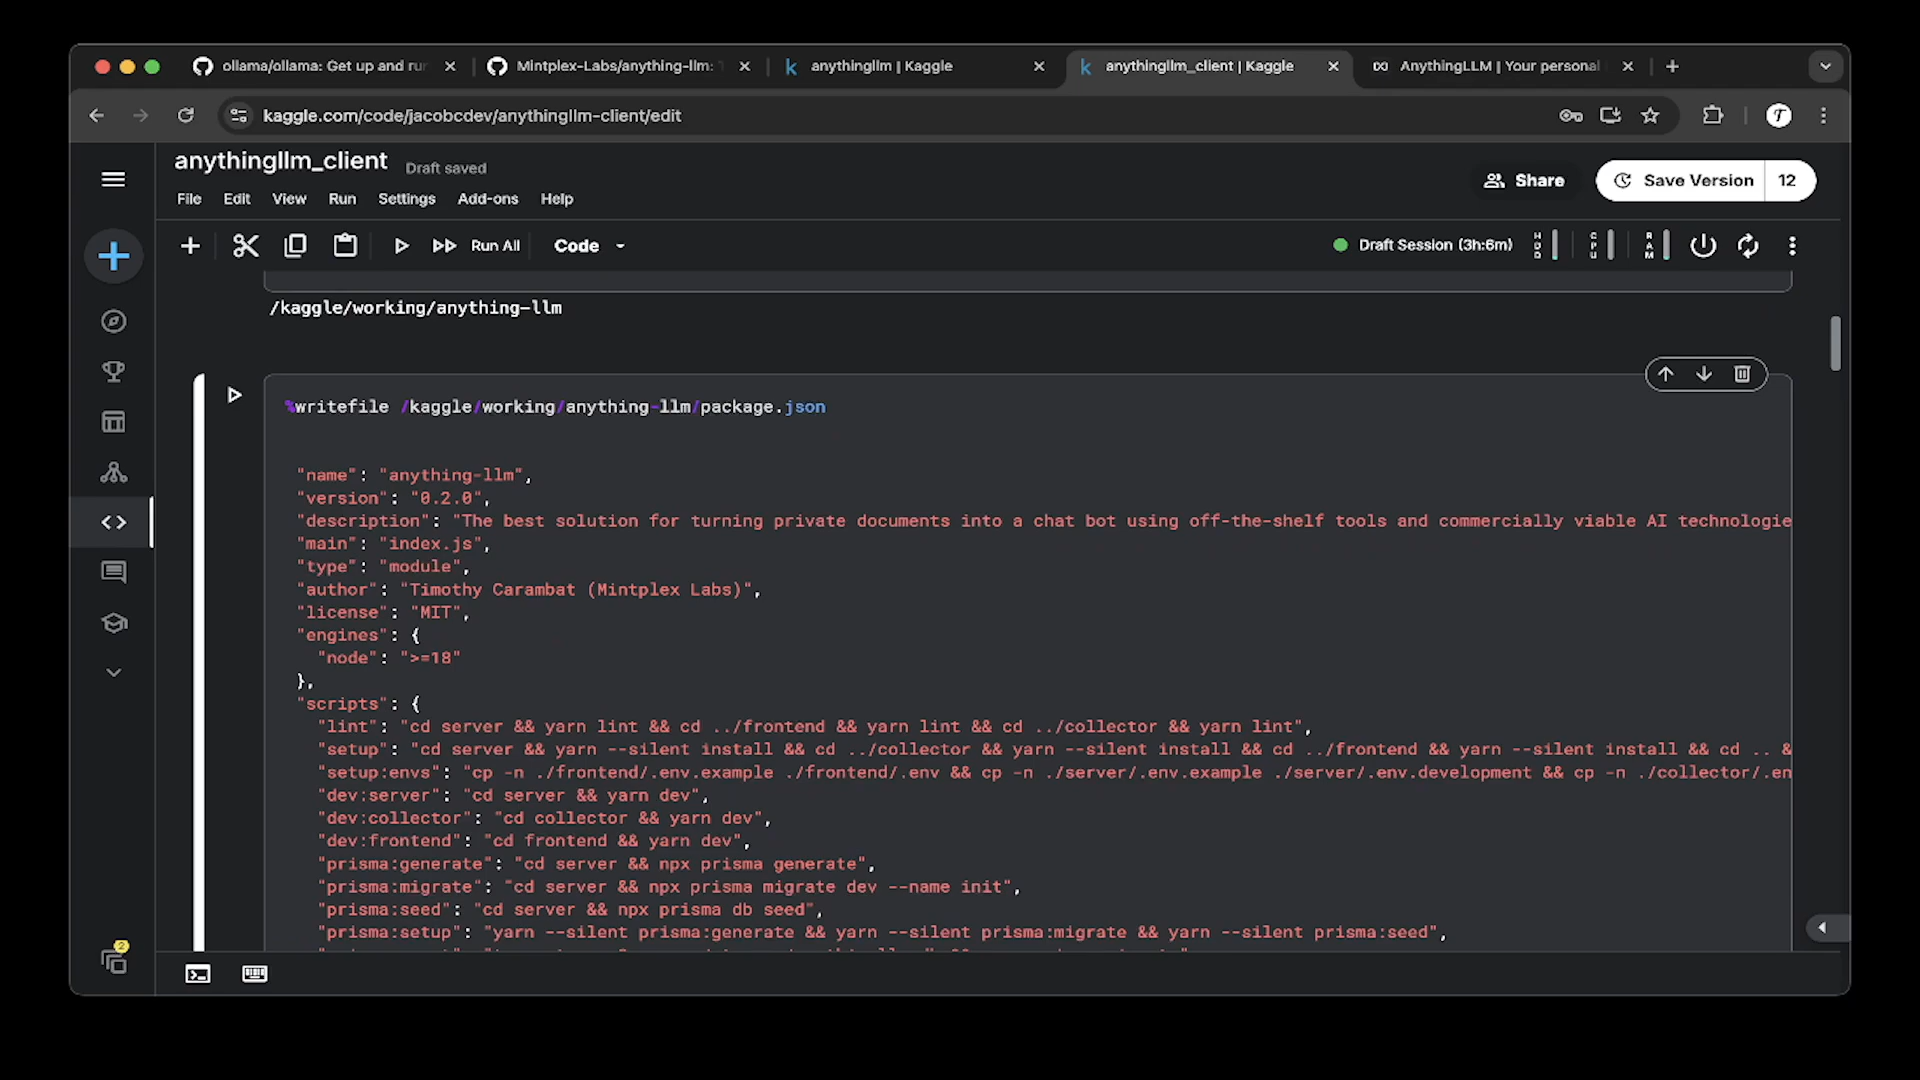 ollama/ollama: Get up and ru
Mintplex-Labs/anything-llm:
anythingllm | Kaggle
anythingllm_client | Kaggle
AnythingLLM | Your personal
kaggle.com/code/jacobcdev/anythingllm-client/edit
anythingllm_client
Draft saved
File Edit View Run Settings Add-ons Help
Share
Save Version 12
Run All
Code
Draft Session (3h:6m)
HDD
CPU
RAM
/kaggle/working/anything-llm
%writefile /kaggle/working/anything-llm/package.json
"name": "anything-llm",
"version": "0.2.0",
"description": "The best solution for turning private documents into a chat bot using off-the-shelf tools and commercially viable AI technologie
"main": "index.js",
"type": "module",
"author": "Timothy Carambat (Mintplex Labs)",
"license": "MIT",
"engines": {
"node": ">=18"
},
"scripts": {
"lint": "cd server && yarn lint && cd ../frontend && yarn lint && cd ../collector && yarn lint",
"setup": "cd server && yarn --silent install && cd ../collector && yarn --silent install && cd ../frontend && yarn --silent install && cd .. &
"setup:envs": "cp -n ./frontend/.env.example ./frontend/.env && cp -n ./server/.env.example ./server/.env.development && cp -n ./collector/.en
"dev:server": "cd server && yarn dev",
"dev:collector": "cd collector && yarn dev",
"dev:frontend": "cd frontend && yarn dev",
"prisma:generate": "cd server && npx prisma generate",
"prisma:migrate": "cd server && npx prisma migrate dev --name init",
"prisma:seed": "cd server && npx prisma db seed",
"prisma:setup": "yarn --silent prisma:generate && yarn --silent prisma:migrate && yarn --silent prisma:seed",
2